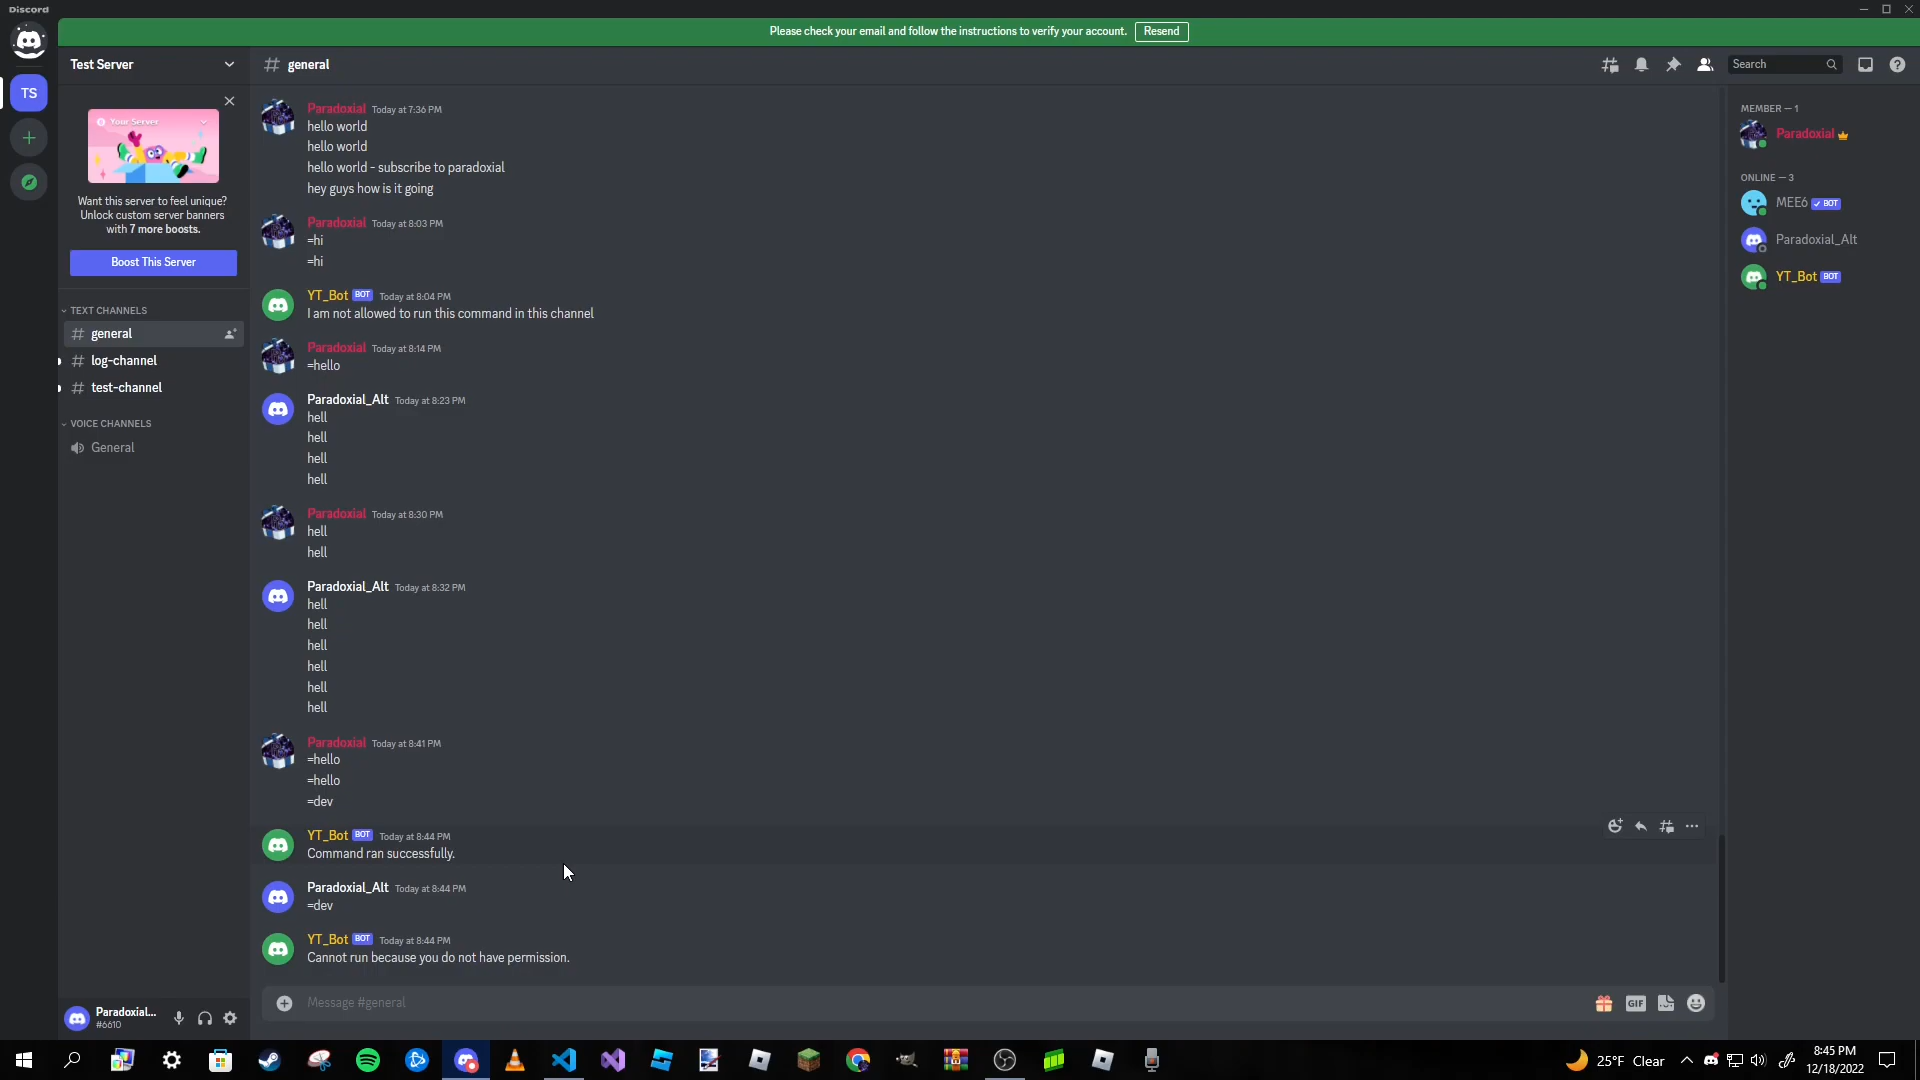 Discord
Please check your email and follow the instructions to verify your account. Resend
Test Server
# general
Search
TS
Your Server
Want this server to feel unique?
Unlock custom server banners
with 7 more boosts.
Boost This Server
TEXT CHANNELS
# general
# log-channel
# test-channel
VOICE CHANNELS
General
Paradoxial Today at 7:36 PM
hello world
hello world
hello world - subscribe to paradoxial
hey guys how is it going
Paradoxial Today at 8:03 PM
=hi
=hi
YT_Bot BOT Today at 8:04 PM
I am not allowed to run this command in this channel
Paradoxial Today at 8:14 PM
=hello
Paradoxial_Alt Today at 8:23 PM
hell
hell
hell
hell
Paradoxial Today at 8:30 PM
hell
hell
Paradoxial_Alt Today at 8:32 PM
hell
hell
hell
hell
hell
hell
Paradoxial Today at 8:41 PM
=hello
=hello
=dev
YT_Bot BOT Today at 8:44 PM
Command ran successfully.
Paradoxial_Alt Today at 8:44 PM
=dev
YT_Bot BOT Today at 8:44 PM
Cannot run because you do not have permission.
Message #general
GIF
MEMBER — 1
Paradoxial
ONLINE — 3
MEE6 ✓ BOT
Paradoxial_Alt
YT_Bot BOT
Paradoxial...
#6610
25°F Clear
8:45 PM
12/18/2022